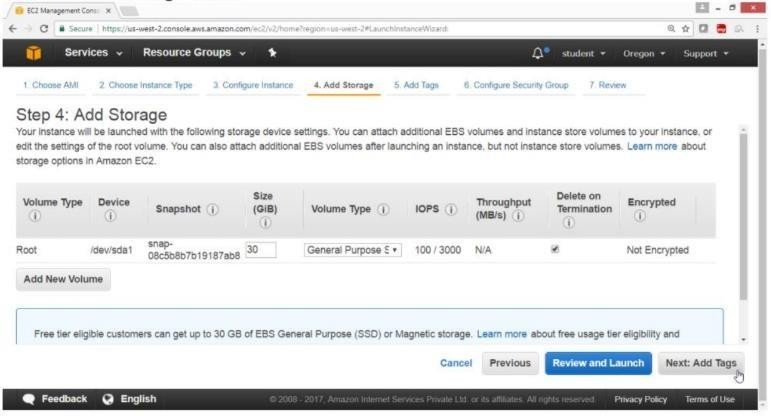 EC2 Management Conso
Secure https://us-west-2.console.aws.amazon.com/ec2/v2/home?region=us-west-2#LaunchInstanceWizard:
Services Resource Groups student Oregon Support
1. Choose AMI 2. Choose Instance Type 3. Configure Instance 4. Add Storage 5. Add Tags 6. Configure Security Group 7. Review
Step 4: Add Storage
Your instance will be launched with the following storage device settings. You can attach additional EBS volumes and instance store volumes to your instance, or
edit the settings of the root volume. You can also attach additional EBS volumes after launching an instance, but not instance store volumes. Learn more about
storage options in Amazon EC2.
Volume Type Device Snapshot Size (GiB) Volume Type IOPS Throughput (MB/s) Delete on Termination Encrypted
Root /dev/sda1 snap-08c5b8b7b19187ab8 30 General Purpose S 100 / 3000 N/A Not Encrypted
Add New Volume
Free tier eligible customers can get up to 30 GB of EBS General Purpose (SSD) or Magnetic storage. Learn more about free usage tier eligibility and
Cancel Previous Review and Launch Next: Add Tags
Feedback English © 2008 - 2017, Amazon Internet Services Private Ltd. or its affiliates. All rights reserved. Privacy Policy Terms of Use